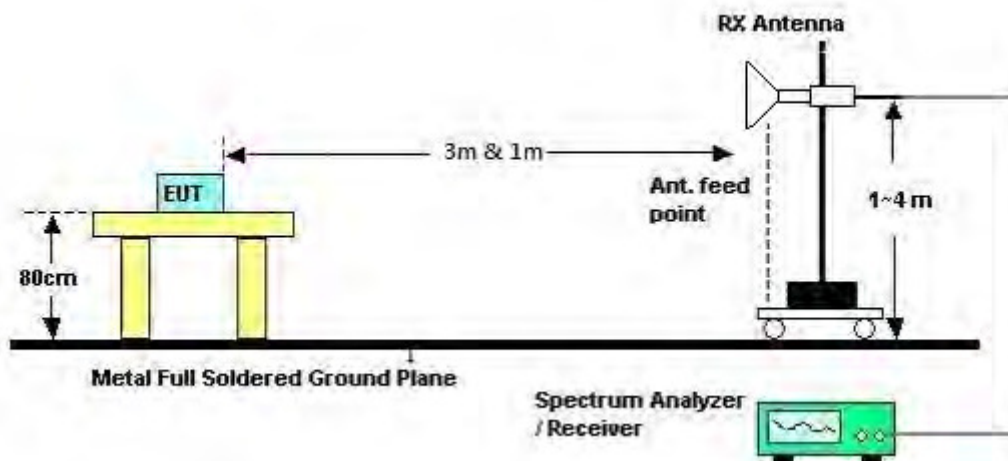 RX Antenna
3m & 1m
EUT
Ant. feed
point
1~4 m
80cm
Metal Full Soldered Ground Plane
Spectrum Analyzer
/ Receiver